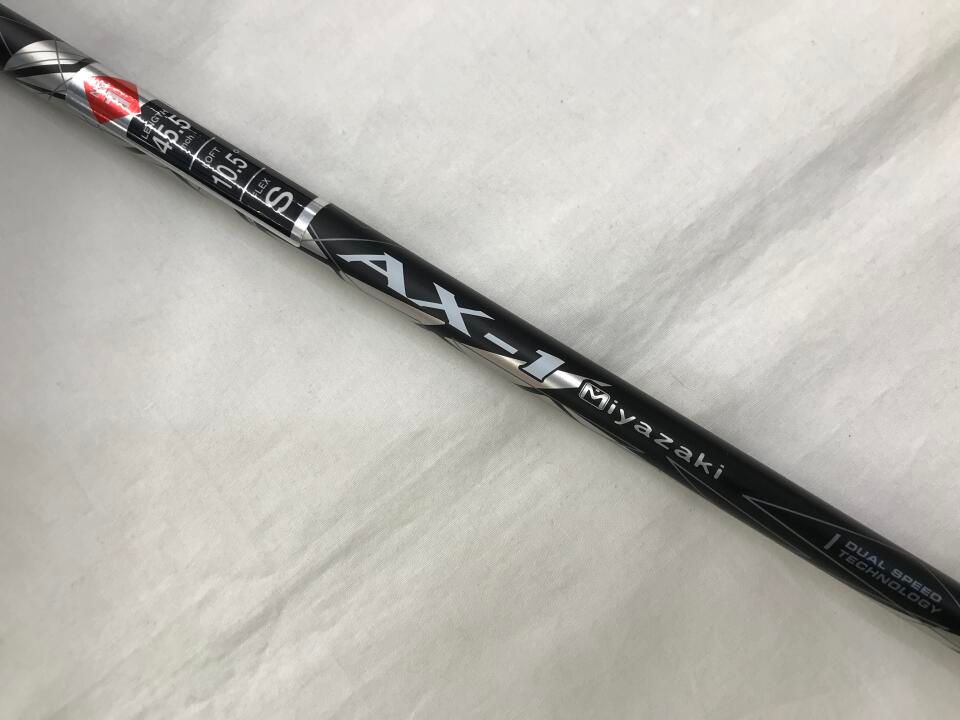 LENGTH
45.5 inch
LOFT
10.5°
FLEX
S
AX-1
Miyazaki
DUAL SPEED
TECHNOLOGY